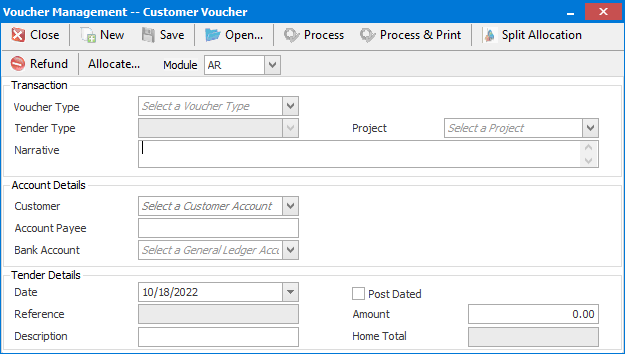 Voucher Management -- Customer Voucher
Close New Save Open... Process Process & Print Split Allocation
Refund Allocate... Module AR
Transaction
Voucher Type Select a Voucher Type
Tender Type Project Select a Project
Narrative
Account Details
Customer Select a Customer Account
Account Payee
Bank Account Select a General Ledger Accu
Tender Details
Date 10/18/2022 Post Dated
Reference Amount 0.00
Description Home Total